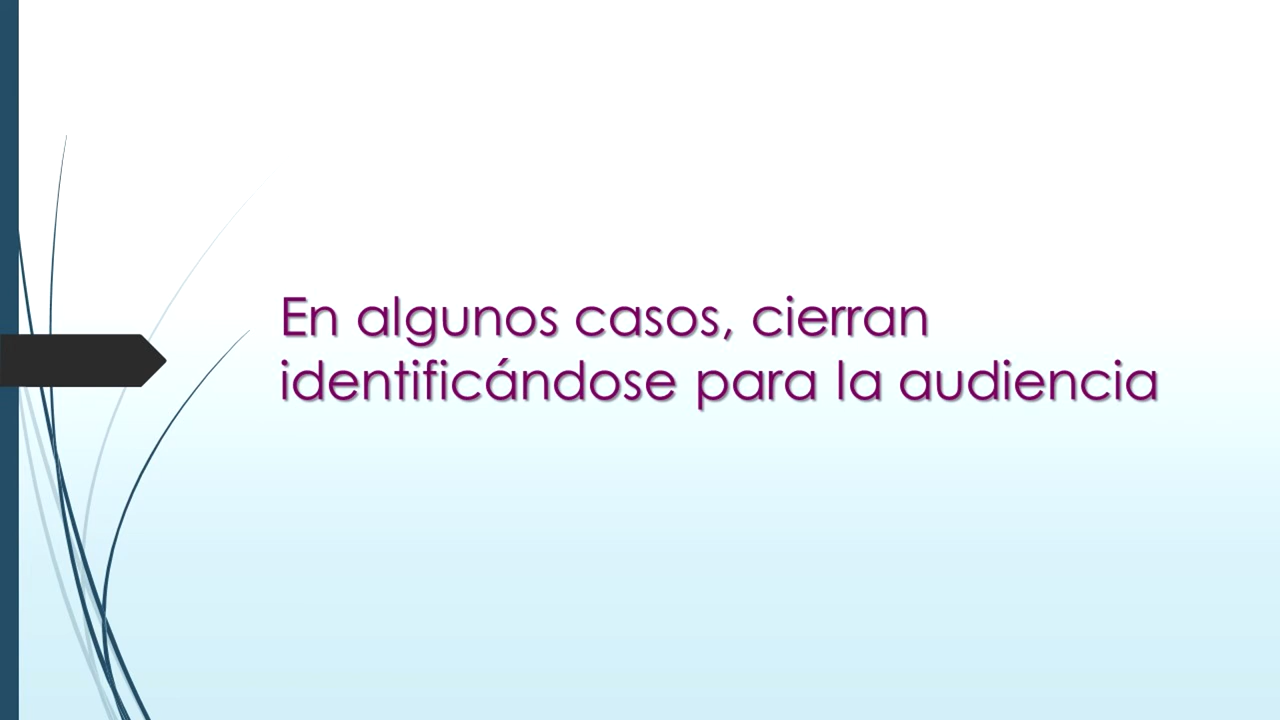 En algunos casos, cierran
identificándose para la audiencia